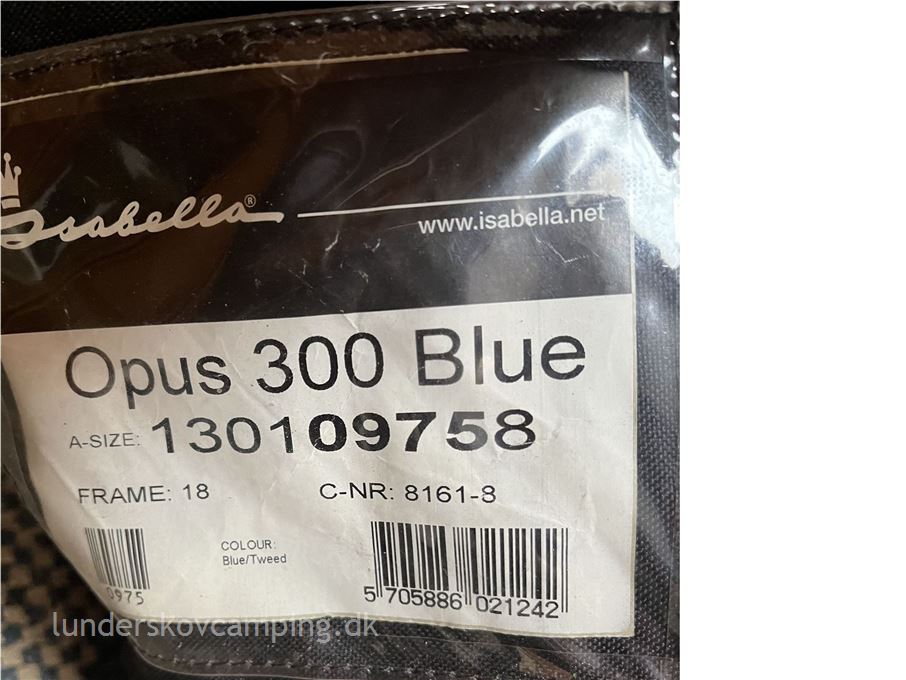 Isabella®
www.isabella.net
Opus 300 Blue
A-SIZE: 130109758
FRAME: 18 C-NR: 8161-8
COLOUR:
Blue/Tweed
0975
5 705886 021242
lunderskovcamping.dk